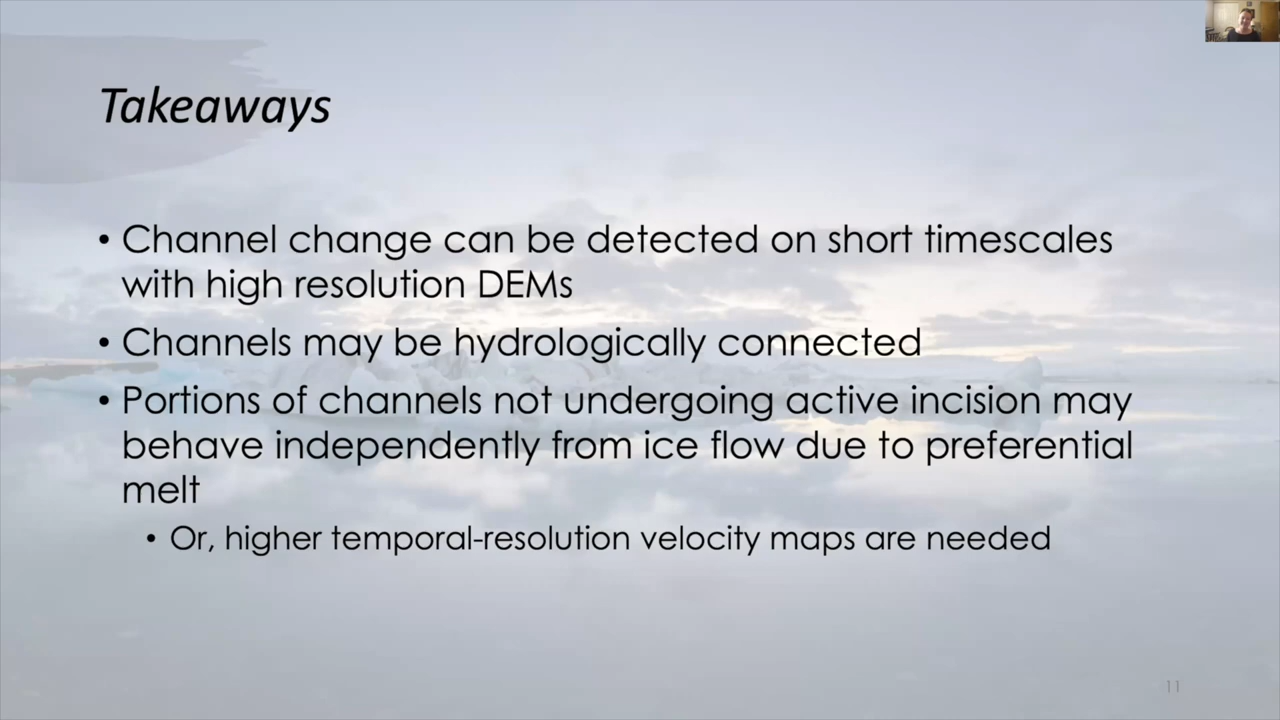 Takeaways
• Channel change can be detected on short timescales
with high resolution DEMs
• Channels may be hydrologically connected
• Portions of channels not undergoing active incision may
behave independently from ice flow due to preferential
melt
• Or, higher temporal-resolution velocity maps are needed
11